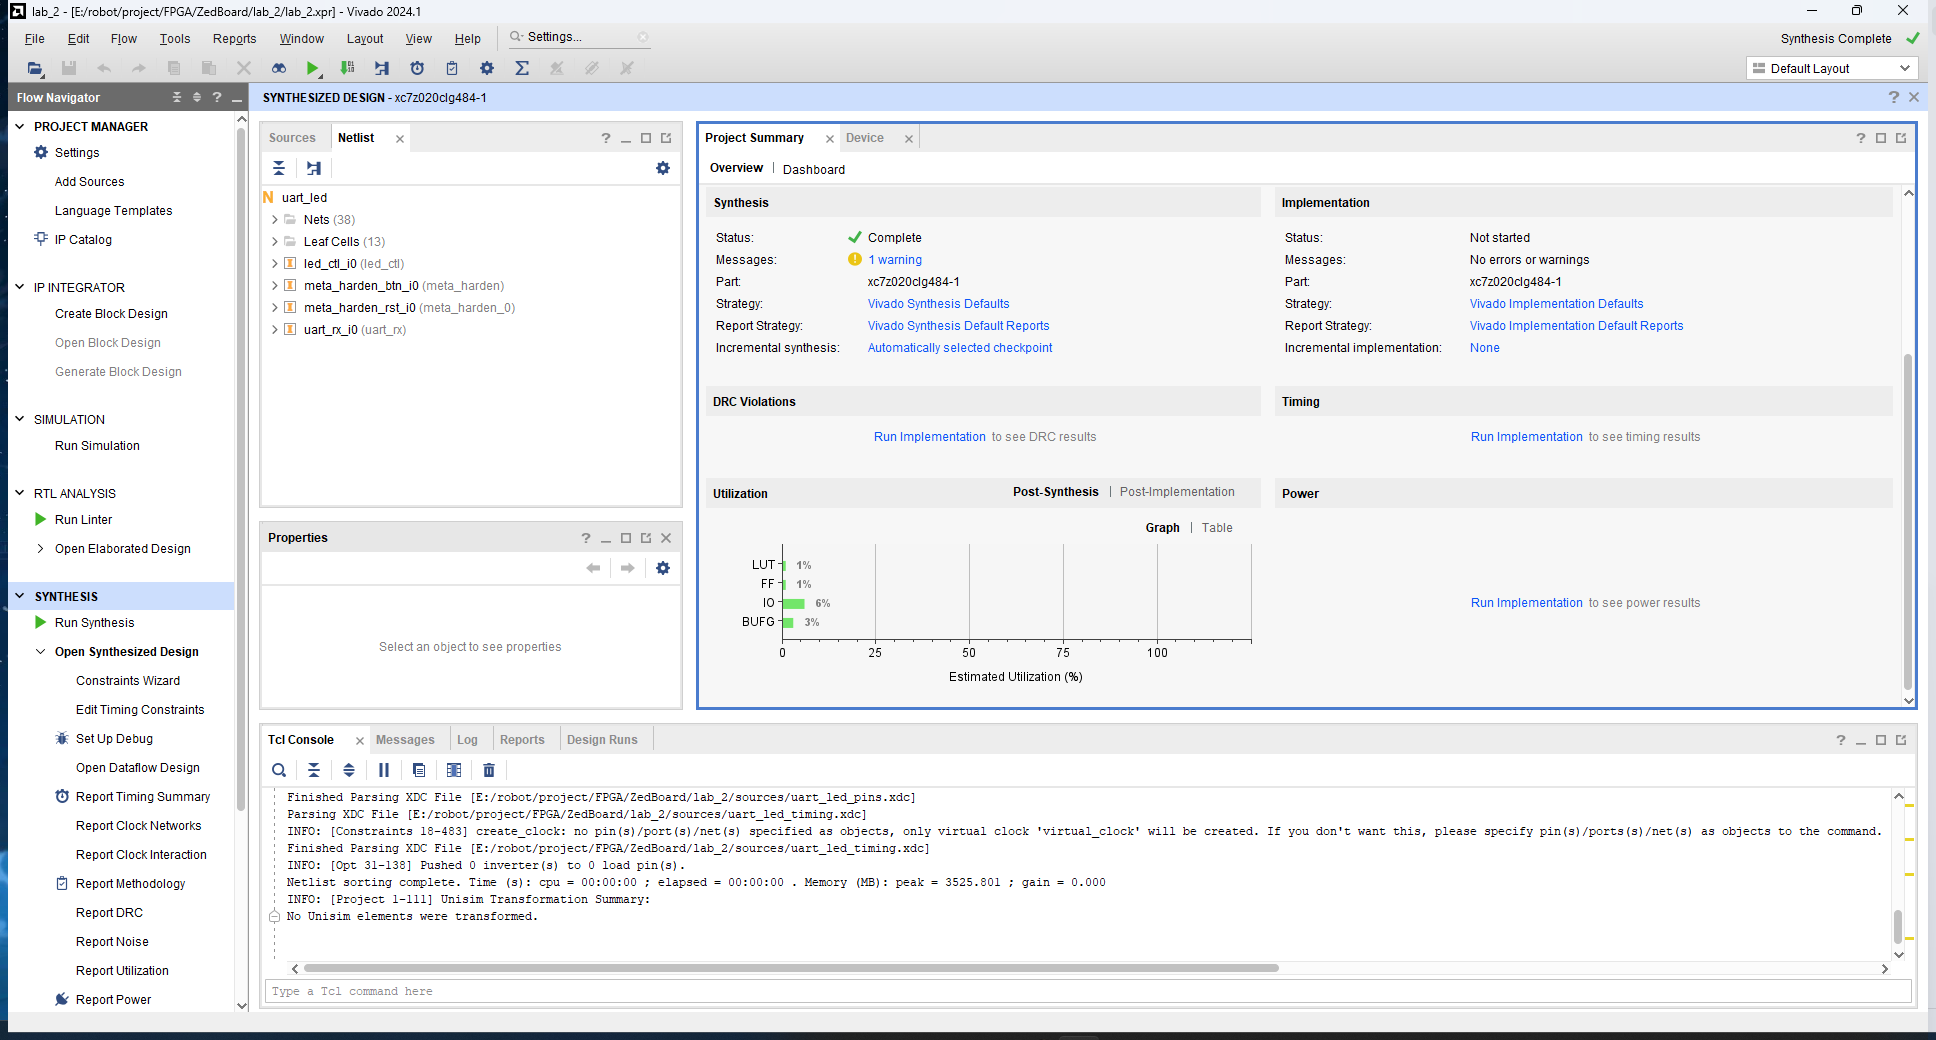 lab_2 - [E:/robot/project/FPGA/ZedBoard/lab_2/lab_2.xpr] - Vivado 2024.1
File Edit Flow Tools Reports Window Layout View Help
Settings...
Synthesis Complete
Default Layout
Flow Navigator
PROJECT MANAGER
Settings
Add Sources
Language Templates
IP Catalog
IP INTEGRATOR
Create Block Design
Open Block Design
Generate Block Design
SIMULATION
Run Simulation
RTL ANALYSIS
Run Linter
Open Elaborated Design
SYNTHESIS
Run Synthesis
Open Synthesized Design
Constraints Wizard
Edit Timing Constraints
Set Up Debug
Open Dataflow Design
Report Timing Summary
Report Clock Networks
Report Clock Interaction
Report Methodology
Report DRC
Report Noise
Report Utilization
Report Power
SYNTHESIZED DESIGN - xc7z020clg484-1
Sources Netlist
uart_led
Nets (38)
Leaf Cells (13)
led_ctl_i0 (led_ctl)
meta_harden_btn_i0 (meta_harden)
meta_harden_rst_i0 (meta_harden_0)
uart_rx_i0 (uart_rx)
Properties
Select an object to see properties
Project Summary Device
Overview | Dashboard
Synthesis
Status: Complete
Messages: 1 warning
Part: xc7z020clg484-1
Strategy: Vivado Synthesis Defaults
Report Strategy: Vivado Synthesis Default Reports
Incremental synthesis: Automatically selected checkpoint
Implementation
Status: Not started
Messages: No errors or warnings
Part: xc7z020clg484-1
Strategy: Vivado Implementation Defaults
Report Strategy: Vivado Implementation Default Reports
Incremental implementation: None
DRC Violations
Run Implementation to see DRC results
Timing
Run Implementation to see timing results
Utilization
Post-Synthesis | Post-Implementation
Graph | Table
LUT 1%
FF 1%
IO 6%
BUFG 3%
0 25 50 75 100
Estimated Utilization (%)
Power
Run Implementation to see power results
Tcl Console Messages Log Reports Design Runs
Finished Parsing XDC File [E:/robot/project/FPGA/ZedBoard/lab_2/sources/uart_led_pins.xdc]
Parsing XDC File [E:/robot/project/FPGA/ZedBoard/lab_2/sources/uart_led_timing.xdc]
INFO: [Constraints 18-483] create_clock: no pin(s)/port(s)/net(s) specified as objects, only virtual clock 'virtual_clock' will be created. If you don't want this, please specify pin(s)/ports(s)/net(s) as objects to the command.
Finished Parsing XDC File [E:/robot/project/FPGA/ZedBoard/lab_2/sources/uart_led_timing.xdc]
INFO: [Opt 31-138] Pushed 0 inverter(s) to 0 load pin(s).
Netlist sorting complete. Time (s): cpu = 00:00:00 ; elapsed = 00:00:00 . Memory (MB): peak = 3525.801 ; gain = 0.000
INFO: [Project 1-111] Unisim Transformation Summary:
No Unisim elements were transformed.
Type a Tcl command here